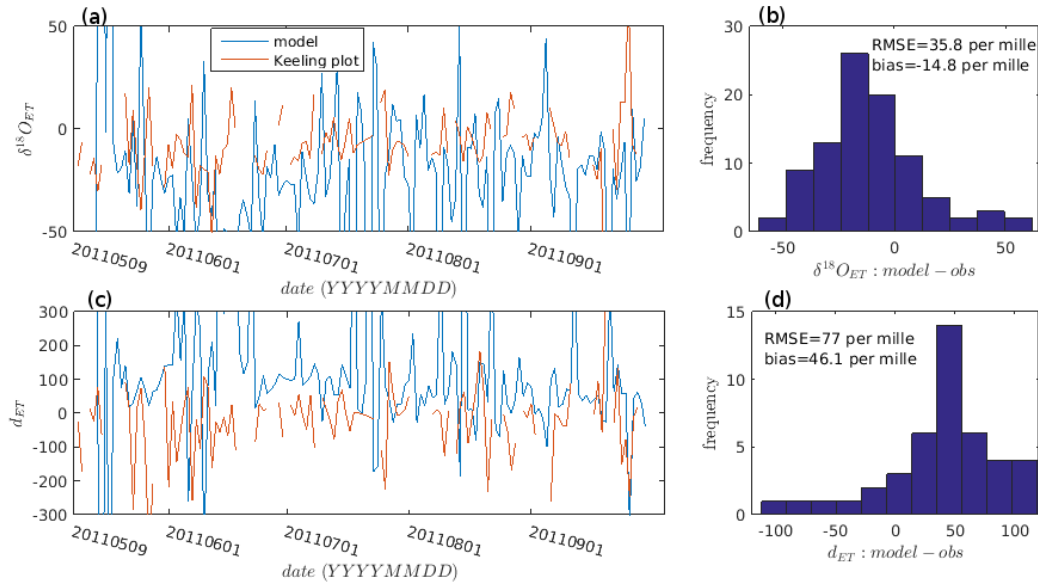 (a)
50
0
-50
δ¹⁸O_ET
model
Keeling plot
20110509
20110601
20110701
20110801
20110901
date (YYYYMMDD)
(b)
30
20
10
0
frequency
RMSE=35.8 per mille
bias=-14.8 per mille
-50
0
50
δ¹⁸O_ET : model − obs
(c)
300
200
100
0
-100
-200
-300
d_ET
20110509
20110601
20110701
20110801
20110901
date (YYYYMMDD)
(d)
15
10
5
0
frequency
RMSE=77 per mille
bias=46.1 per mille
-100
-50
0
50
100
d_ET : model − obs